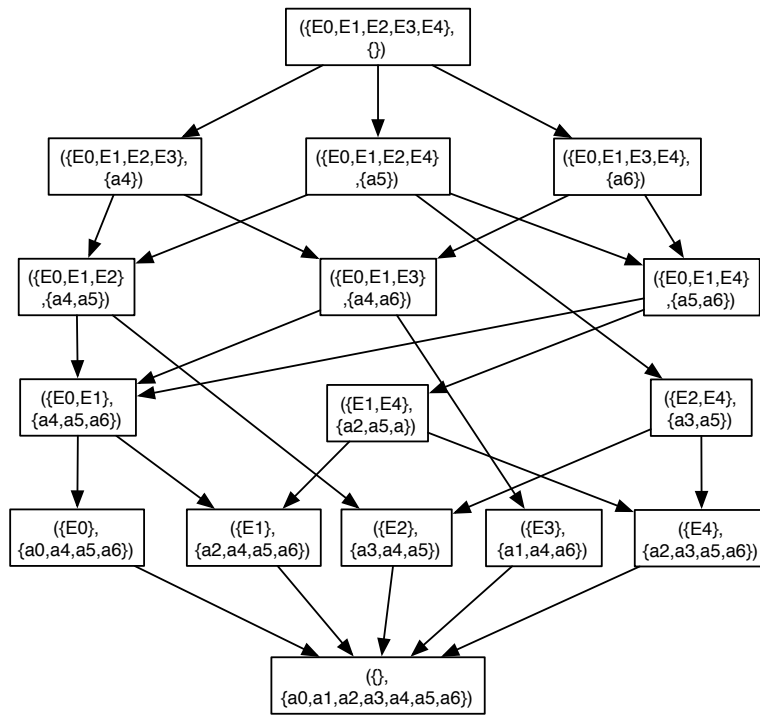 ({E0,E1,E2,E3,E4},
{})
({E0,E1,E2,E3},
{a4})
({E0,E1,E2,E4}
,{a5})
({E0,E1,E3,E4},
{a6})
({E0,E1,E2}
,{a4,a5})
({E0,E1,E3}
,{a4,a6})
({E0,E1,E4}
,{a5,a6})
({E0,E1},
{a4,a5,a6})
({E1,E4},
{a2,a5,a})
({E2,E4},
{a3,a5})
({E0},
{a0,a4,a5,a6})
({E1},
{a2,a4,a5,a6})
({E2},
{a3,a4,a5})
({E3},
{a1,a4,a6})
({E4},
{a2,a3,a5,a6})
({},
{a0,a1,a2,a3,a4,a5,a6})